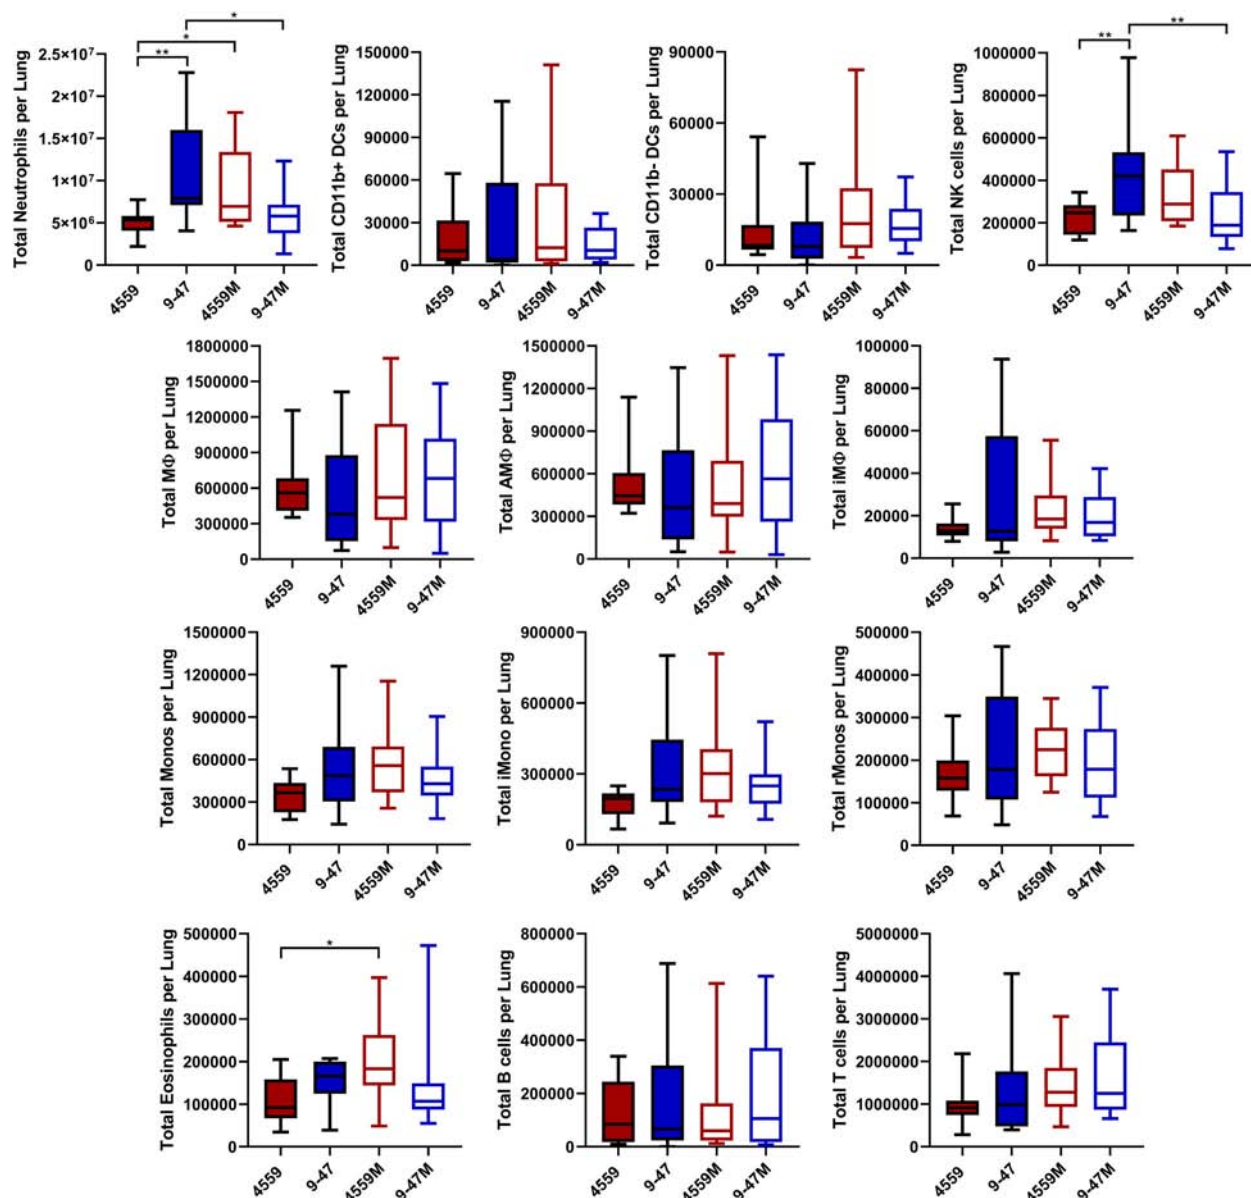 Total Neutrophils per Lung
2.5×10⁷
2×10⁷
1.5×10⁷
1×10⁷
5×10⁶
0
*
*
**
4559
9-47
4559M
9-47M
Total CD11b+ DCs per Lung
150000
120000
90000
60000
30000
0
4559
9-47
4559M
9-47M
Total CD11b- DCs per Lung
90000
60000
30000
0
4559
9-47
4559M
9-47M
Total NK cells per Lung
1000000
800000
600000
400000
200000
0
**
**
4559
9-47
4559M
9-47M
Total MΦ per Lung
1800000
1500000
1200000
900000
600000
300000
0
4559
9-47
4559M
9-47M
Total AMΦ per Lung
1500000
1200000
900000
600000
300000
0
4559
9-47
4559M
9-47M
Total iMΦ per Lung
100000
80000
60000
40000
20000
0
4559
9-47
4559M
9-47M
Total Monos per Lung
1500000
1200000
900000
600000
300000
0
4559
9-47
4559M
9-47M
Total iMono per Lung
900000
600000
300000
0
4559
9-47
4559M
9-47M
Total rMonos per Lung
500000
400000
300000
200000
100000
0
4559
9-47
4559M
9-47M
Total Eosinophils per Lung
500000
400000
300000
200000
100000
0
*
4559
9-47
4559M
9-47M
Total B cells per Lung
800000
600000
400000
200000
0
4559
9-47
4559M
9-47M
Total T cells per Lung
5000000
4000000
3000000
2000000
1000000
0
4559
9-47
4559M
9-47M